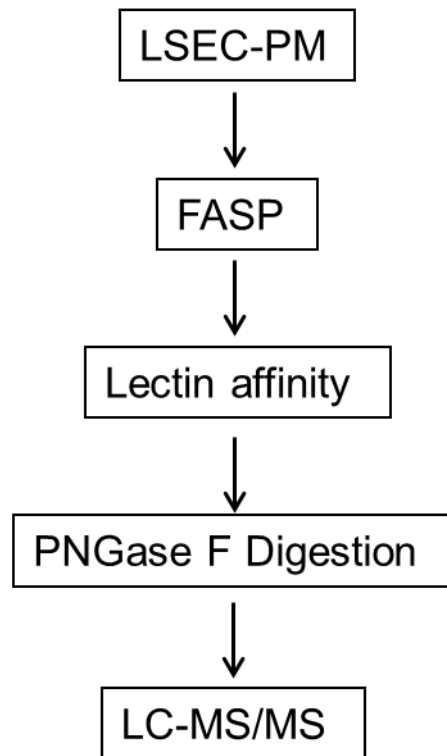 LSEC-PM
FASP
Lectin affinity
PNGase F Digestion
LC-MS/MS